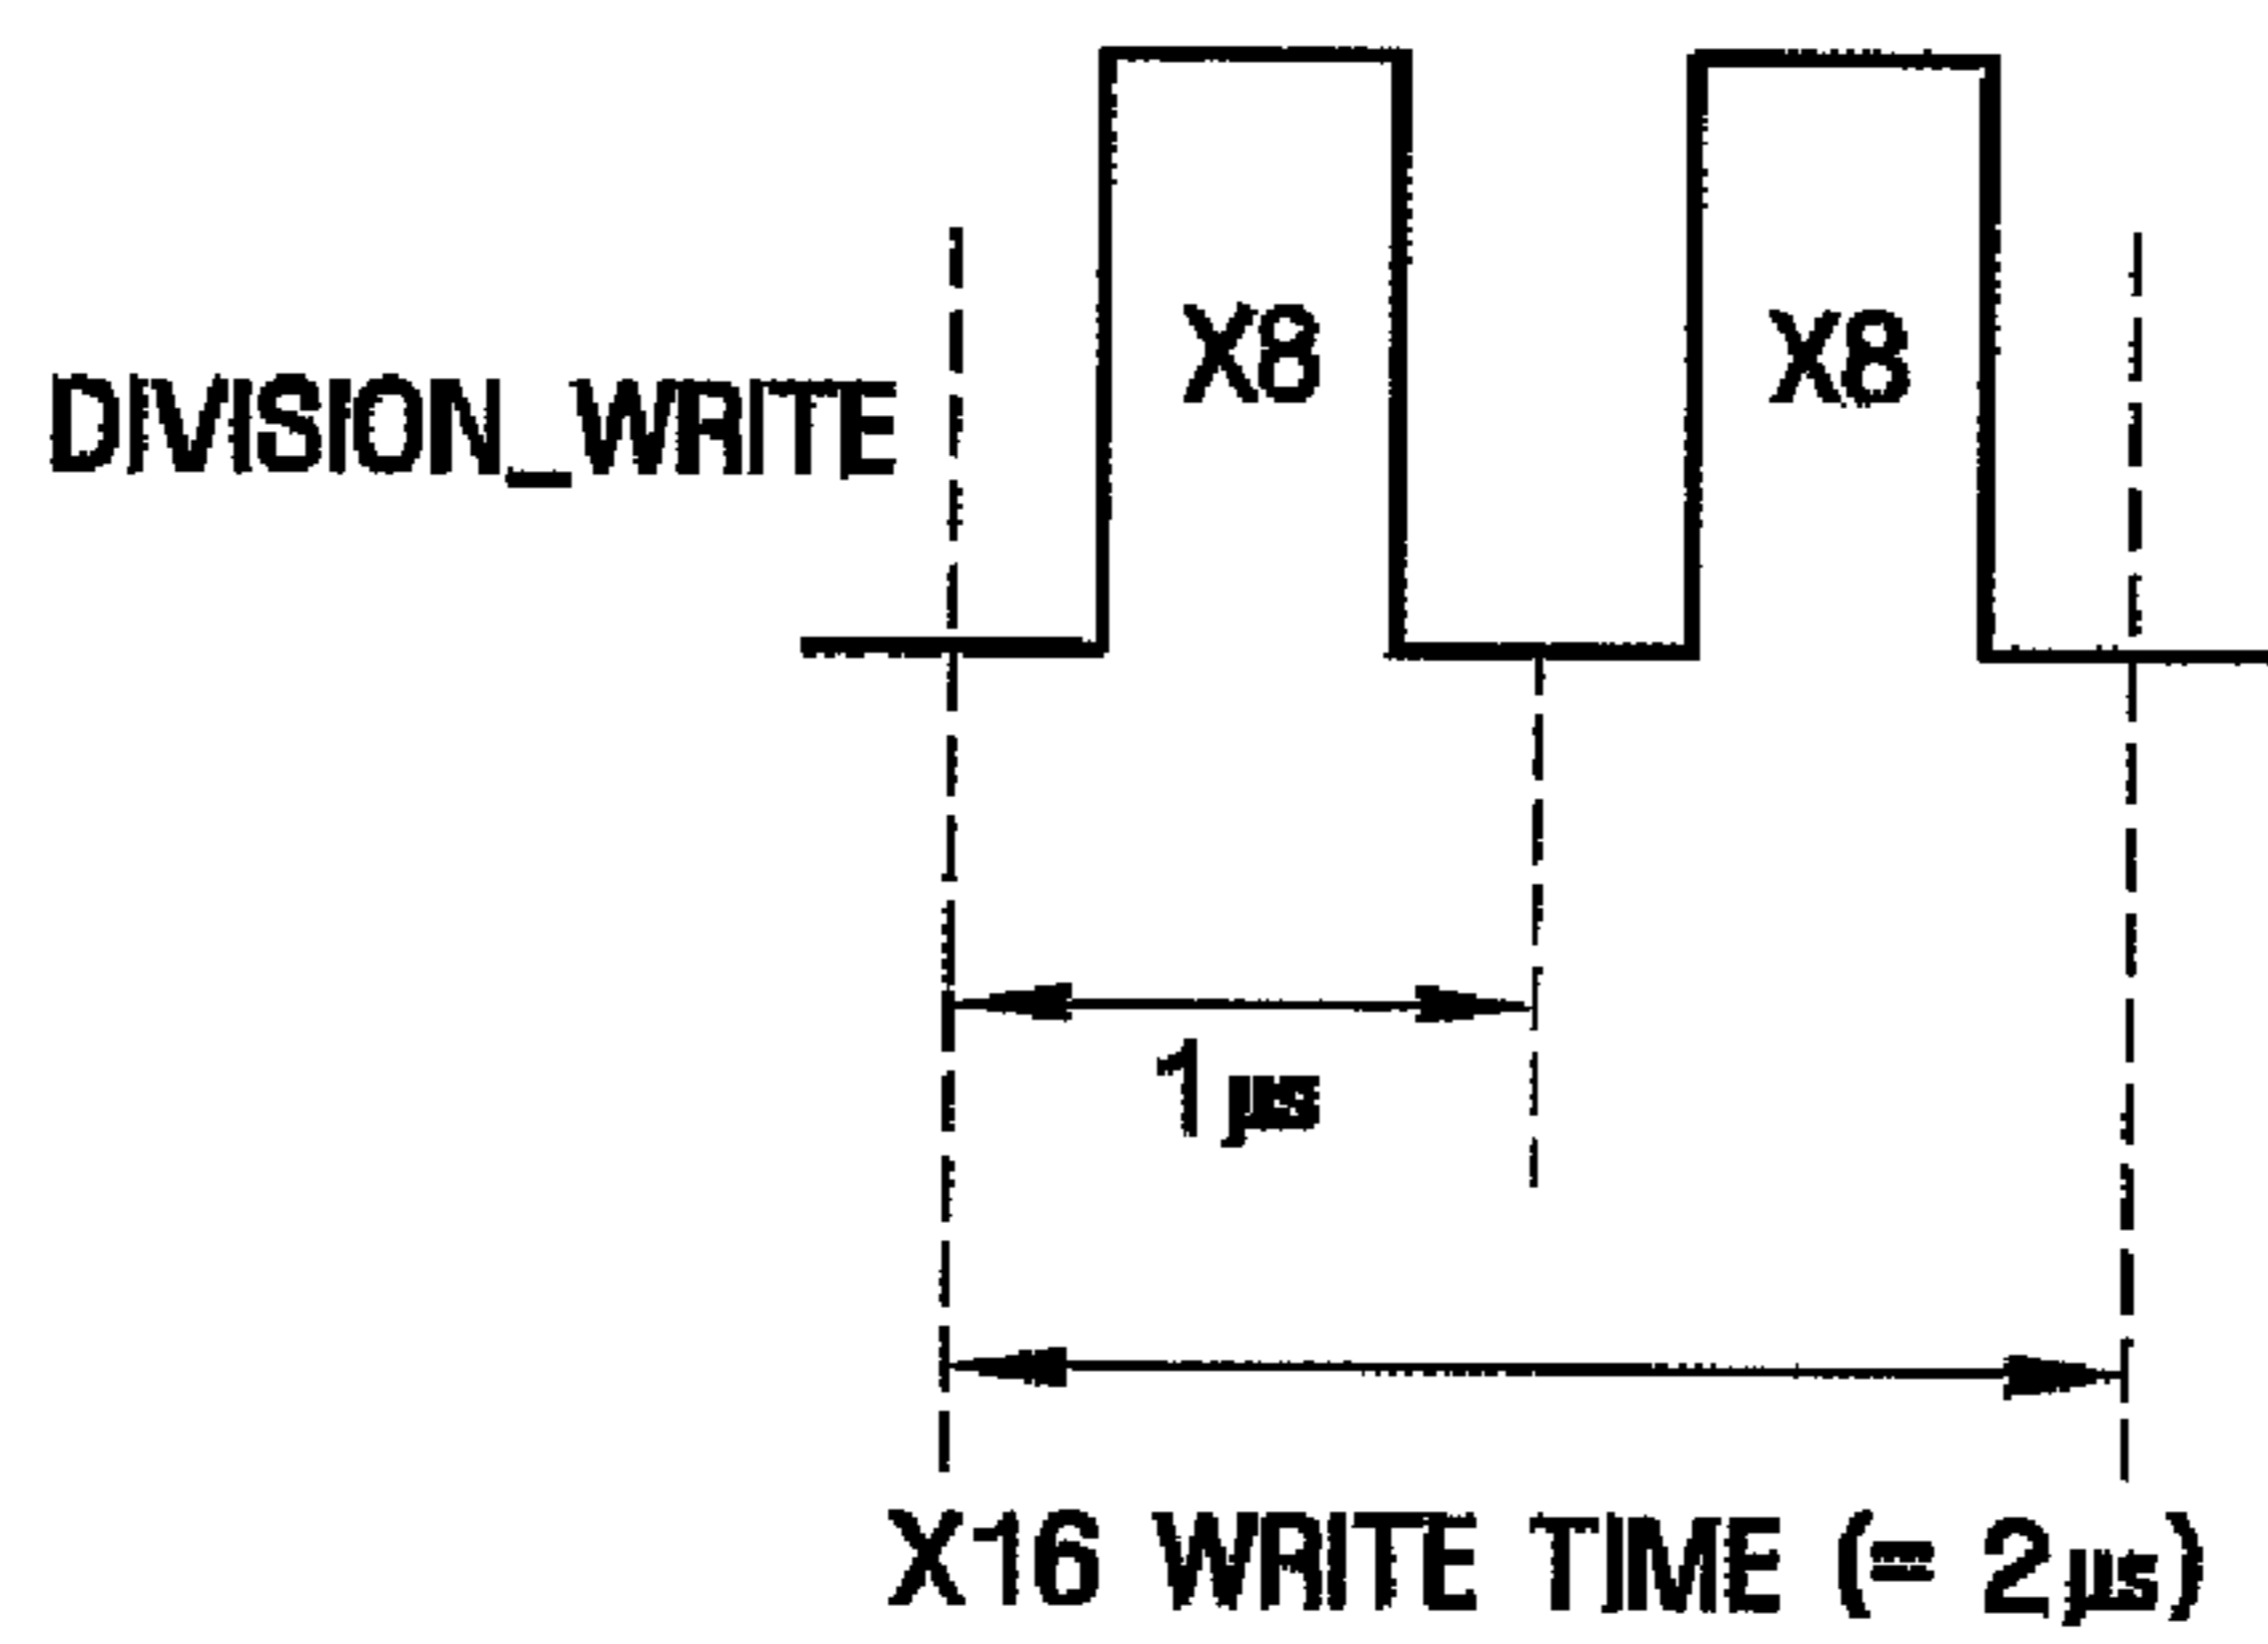 X8
X8
DIVISION_WRITE
1μs
X16 WRITE TIME (= 2μs)